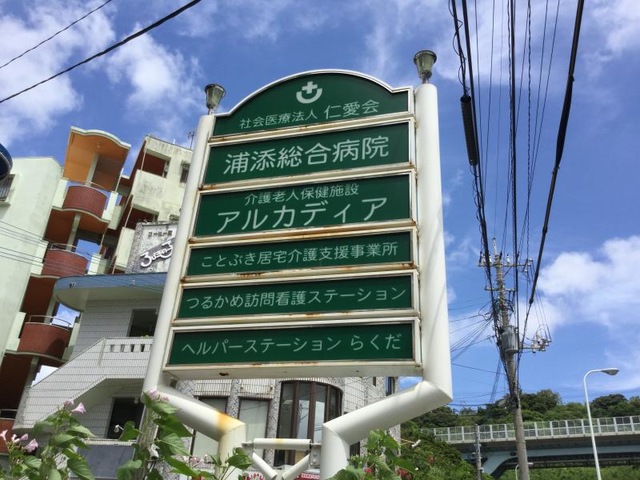 社会医療法人 仁愛会
浦添総合病院
介護老人保健施設
アルカディア
ことぶき居宅介護支援事業所
つるかめ訪問看護ステーション
ヘルパーステーション らくだ